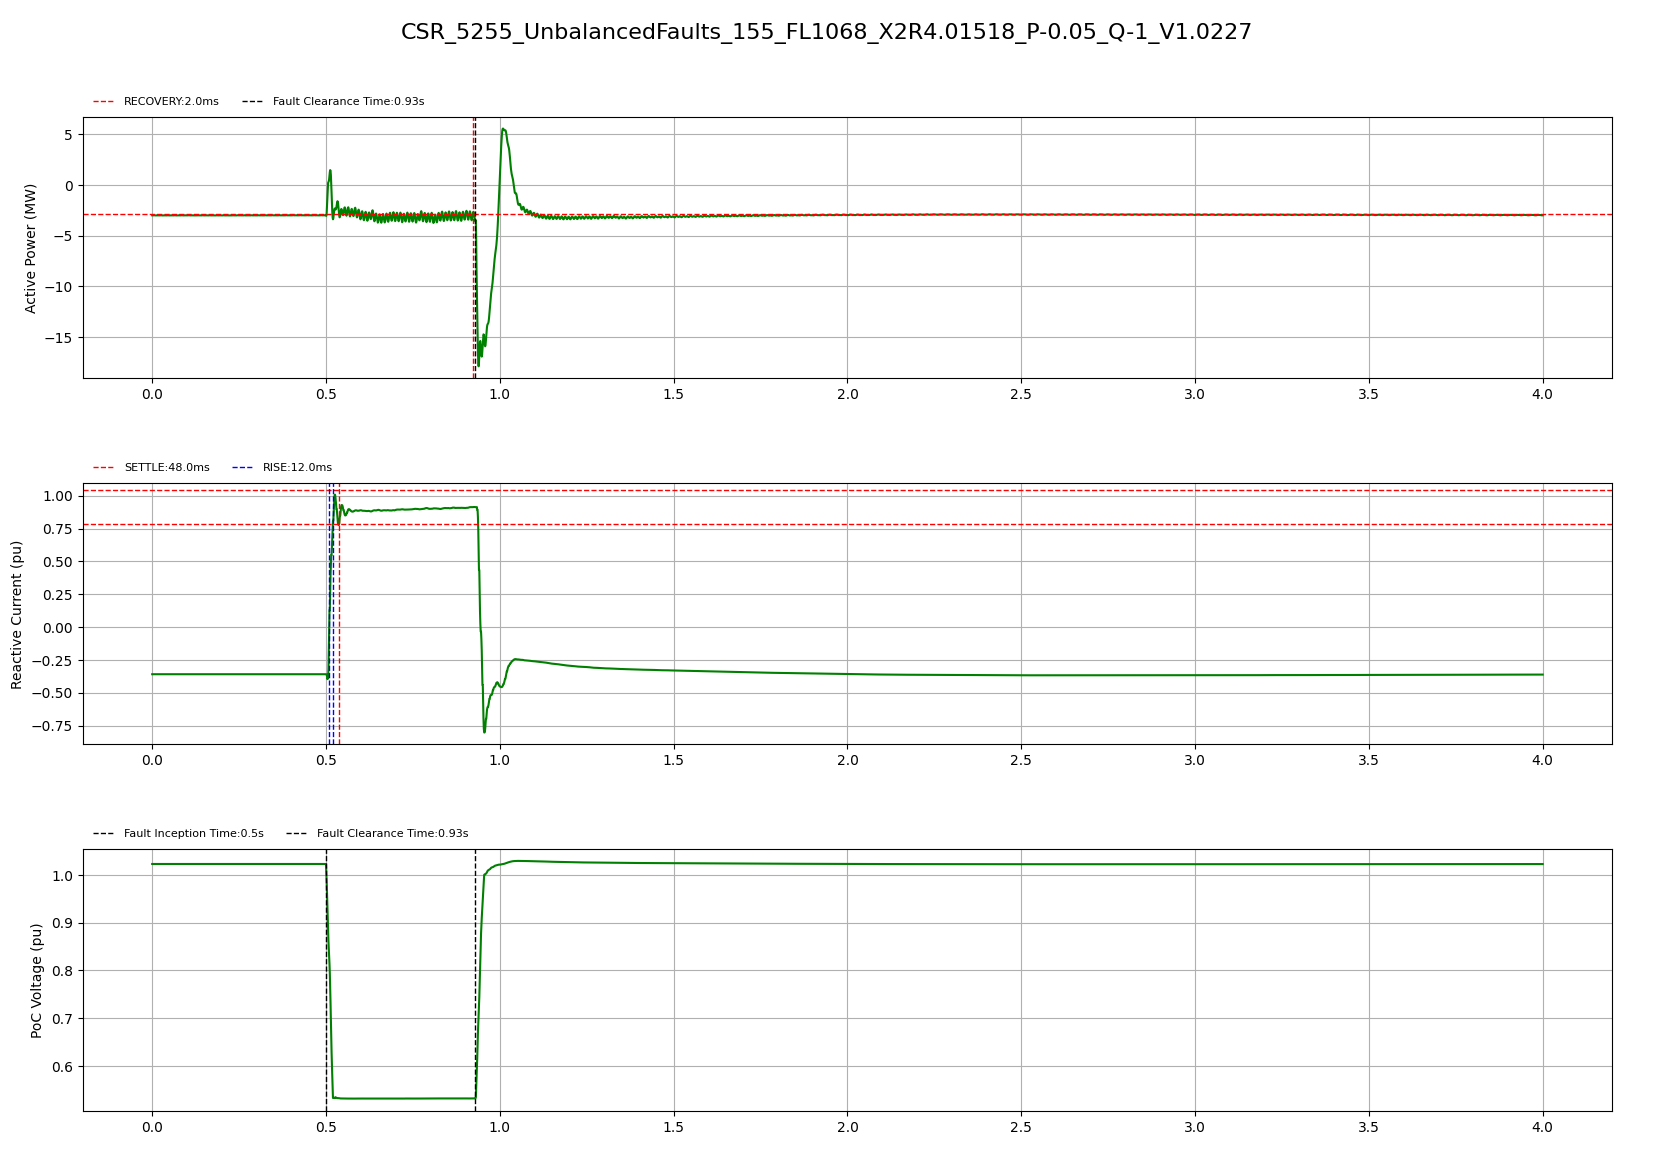 CSR_5255_UnbalancedFaults_155_FL1068_X2R4.01518_P-0.05_Q-1_V1.0227
RECOVERY:2.0ms Fault Clearance Time:0.93s
Active Power (MW)
5
0
−5
−10
−15
0.0 0.5 1.0 1.5 2.0 2.5 3.0 3.5 4.0
SETTLE:48.0ms RISE:12.0ms
Reactive Current (pu)
1.00
0.75
0.50
0.25
0.00
−0.25
−0.50
−0.75
0.0 0.5 1.0 1.5 2.0 2.5 3.0 3.5 4.0
Fault Inception Time:0.5s Fault Clearance Time:0.93s
PoC Voltage (pu)
1.0
0.9
0.8
0.7
0.6
0.0 0.5 1.0 1.5 2.0 2.5 3.0 3.5 4.0